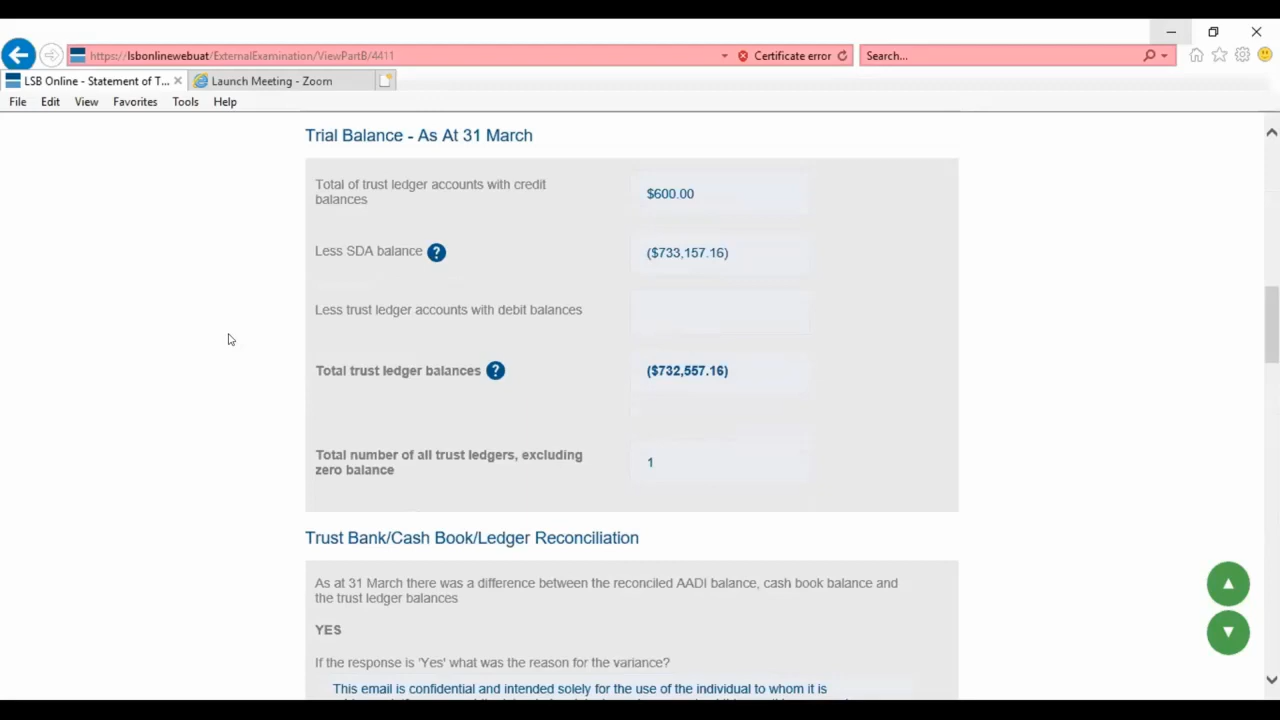 https://lsbonlinewebuat/ExternalExamination/ViewPartB/4411
Certificate error
Search...
LSB Online - Statement of T...
Launch Meeting - Zoom
File Edit View Favorites Tools Help
Trial Balance - As At 31 March
Total of trust ledger accounts with credit
balances
$600.00
Less SDA balance ?
($733,157.16)
Less trust ledger accounts with debit balances
Total trust ledger balances ?
($732,557.16)
Total number of all trust ledgers, excluding
zero balance
1
Trust Bank/Cash Book/Ledger Reconciliation
As at 31 March there was a difference between the reconciled AADI balance, cash book balance and
the trust ledger balances
YES
If the response is 'Yes' what was the reason for the variance?
This email is confidential and intended solely for the use of the individual to whom it is